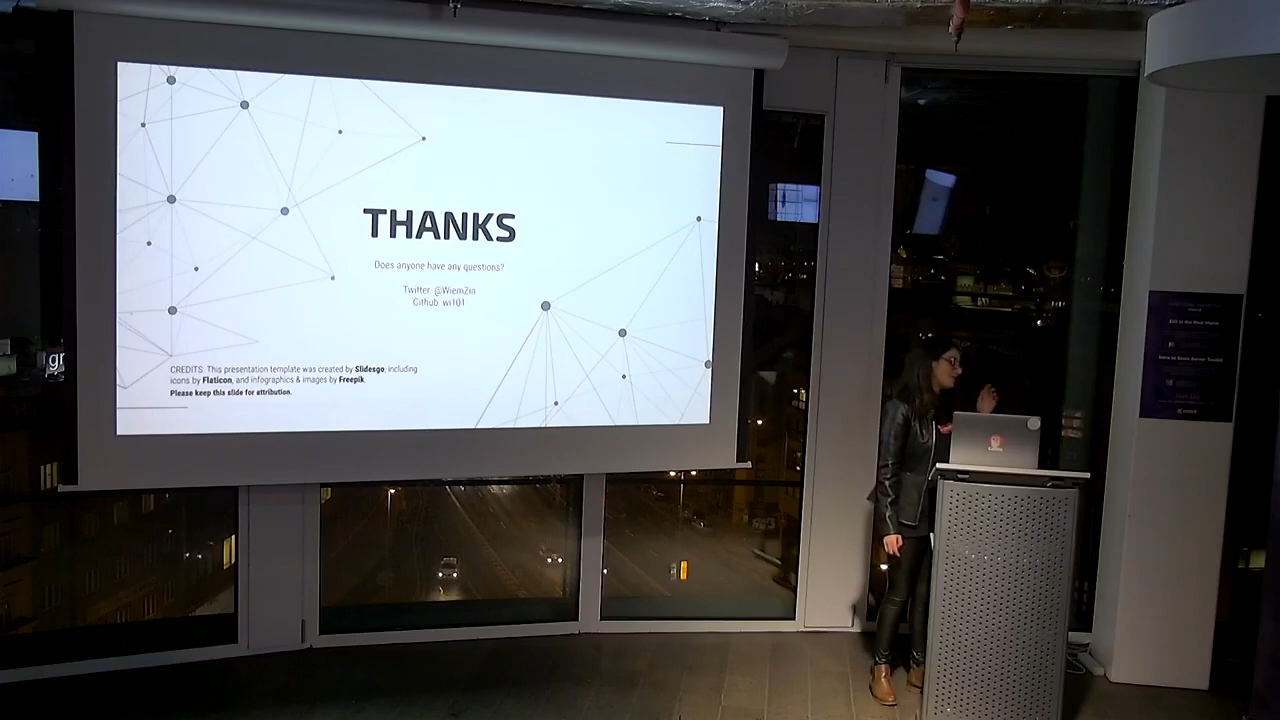 THANKS
Does anyone have any questions?
Twitter: @WiemZin
Github: wi101
CREDITS: This presentation template was created by Slidesgo, including
icons by Flaticon, and infographics & images by Freepik.
Please keep this slide for attribution.
gr